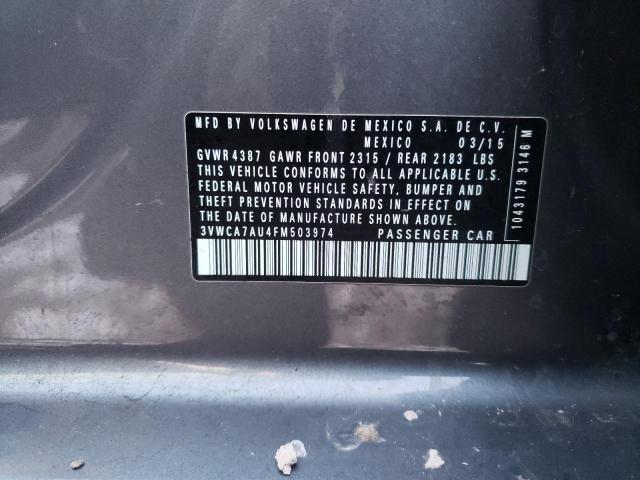 MFD BY VOLKSWAGEN DE MEXICO S.A. DE C.V.
MEXICO 03/15
GVWR 4387 GAWR FRONT 2315 / REAR 2183 LBS
THIS VEHICLE CONFORMS TO ALL APPLICABLE U.S.
FEDERAL MOTOR VEHICLE SAFETY, BUMPER AND
THEFT PREVENTION STANDARDS IN EFFECT ON
THE DATE OF MANUFACTURE SHOWN ABOVE.
3VWCA7AU4FM503974 PASSENGER CAR
1043179 3146 M